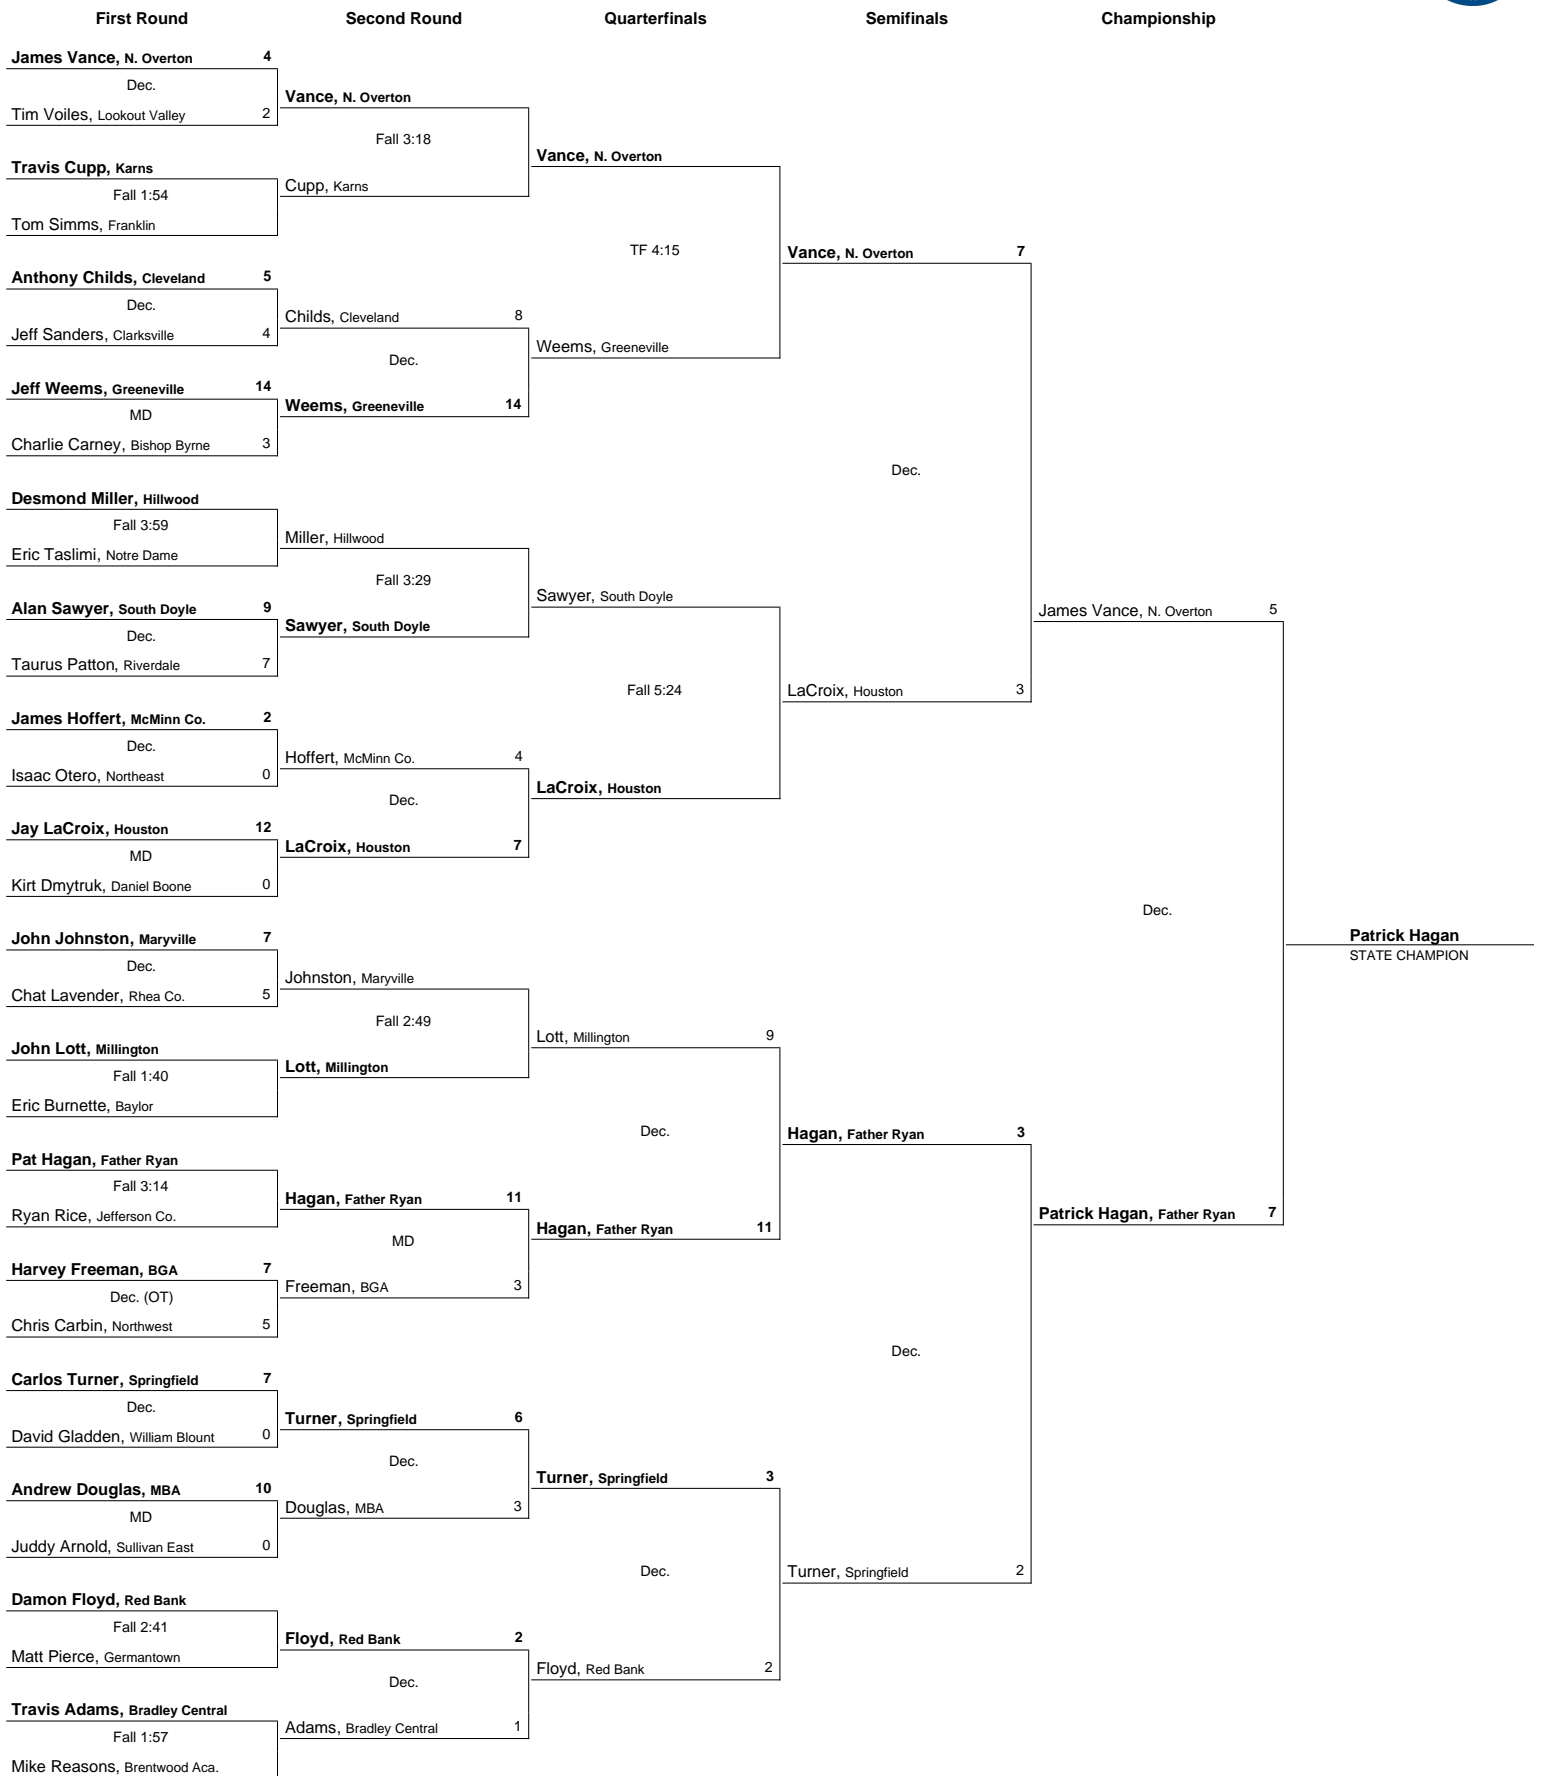 First Round
Second Round
Quarterfinals
Semifinals
Championship
James Vance, N. Overton 4
Dec.
Tim Voiles, Lookout Valley 2
Travis Cupp, Karns
Fall 1:54
Tom Simms, Franklin
Anthony Childs, Cleveland 5
Dec.
Jeff Sanders, Clarksville 4
Jeff Weems, Greeneville 14
MD
Charlie Carney, Bishop Byrne 3
Desmond Miller, Hillwood
Fall 3:59
Eric Taslimi, Notre Dame
Alan Sawyer, South Doyle 9
Dec.
Taurus Patton, Riverdale 7
James Hoffert, McMinn Co. 2
Dec.
Isaac Otero, Northeast 0
Jay LaCroix, Houston 12
MD
Kirt Dmytruk, Daniel Boone 0
John Johnston, Maryville 7
Dec.
Chat Lavender, Rhea Co. 5
John Lott, Millington
Fall 1:40
Eric Burnette, Baylor
Pat Hagan, Father Ryan
Fall 3:14
Ryan Rice, Jefferson Co.
Harvey Freeman, BGA 7
Dec. (OT)
Chris Carbin, Northwest 5
Carlos Turner, Springfield 7
Dec.
David Gladden, William Blount 0
Andrew Douglas, MBA 10
MD
Juddy Arnold, Sullivan East 0
Damon Floyd, Red Bank
Fall 2:41
Matt Pierce, Germantown
Travis Adams, Bradley Central
Fall 1:57
Mike Reasons, Brentwood Aca.
Vance, N. Overton
Fall 3:18
Cupp, Karns
Childs, Cleveland 8
Dec.
Weems, Greeneville 14
Miller, Hillwood
Fall 3:29
Sawyer, South Doyle
Hoffert, McMinn Co. 4
Dec.
LaCroix, Houston 7
Johnston, Maryville
Fall 2:49
Lott, Millington
Hagan, Father Ryan 11
MD
Freeman, BGA 3
Turner, Springfield 6
Dec.
Douglas, MBA 3
Floyd, Red Bank 2
Dec.
Adams, Bradley Central 1
Vance, N. Overton
TF 4:15
Weems, Greeneville
Sawyer, South Doyle
Fall 5:24
LaCroix, Houston
Lott, Millington 9
Dec.
Hagan, Father Ryan 11
Turner, Springfield 3
Dec.
Floyd, Red Bank 2
Vance, N. Overton 7
Dec.
LaCroix, Houston 3
Hagan, Father Ryan 3
Dec.
Turner, Springfield 2
James Vance, N. Overton 5
Dec.
Patrick Hagan, Father Ryan 7
Patrick Hagan
STATE CHAMPION